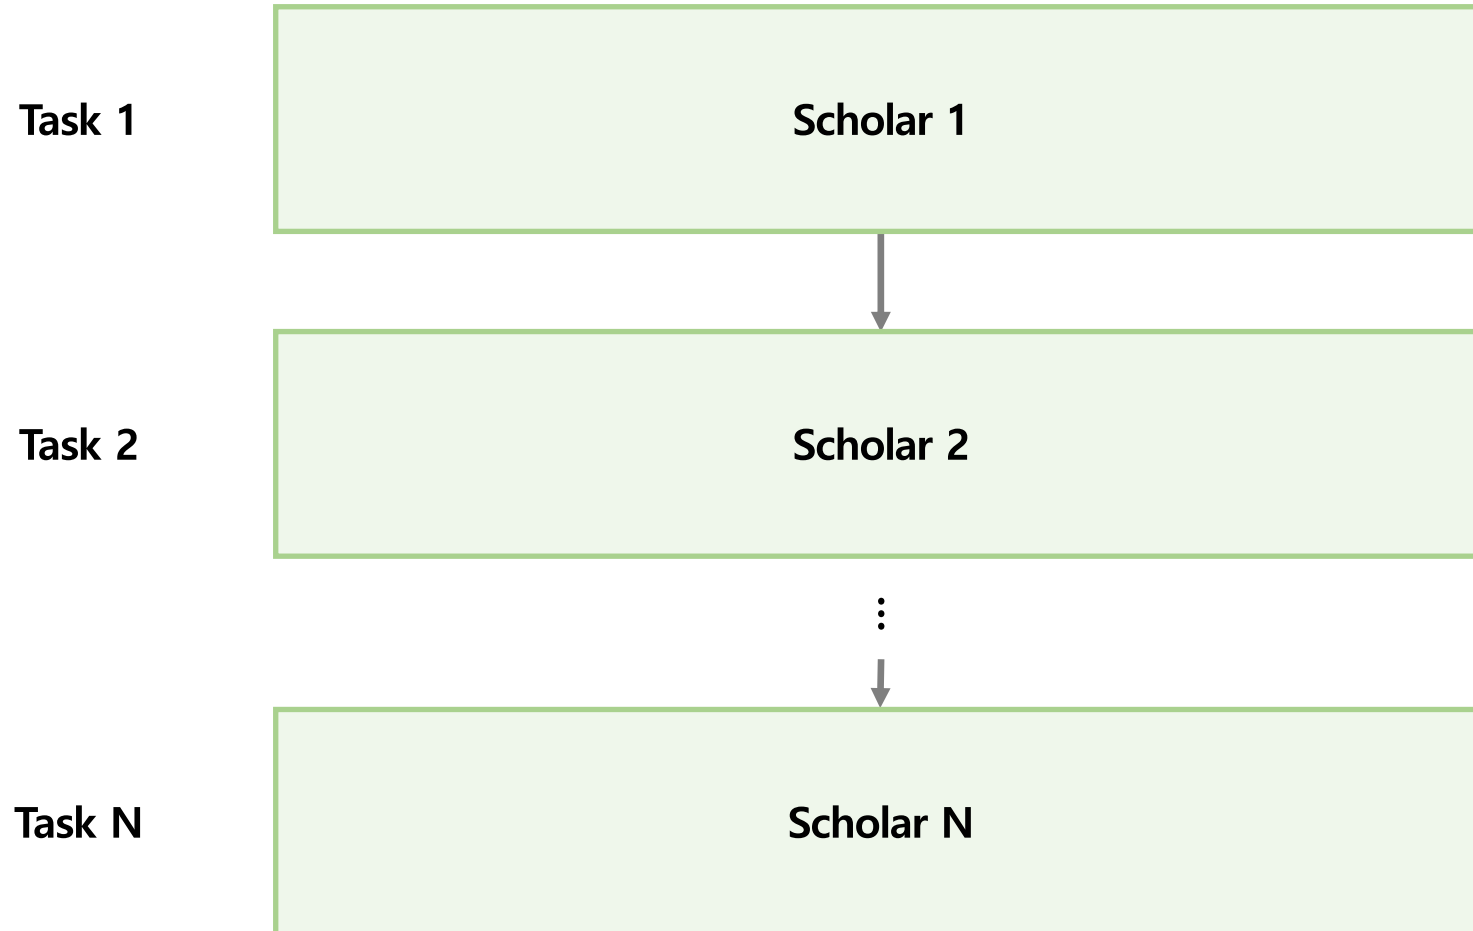 Task 1
Scholar 1
Task 2
Scholar 2
⋮
Task N
Scholar N